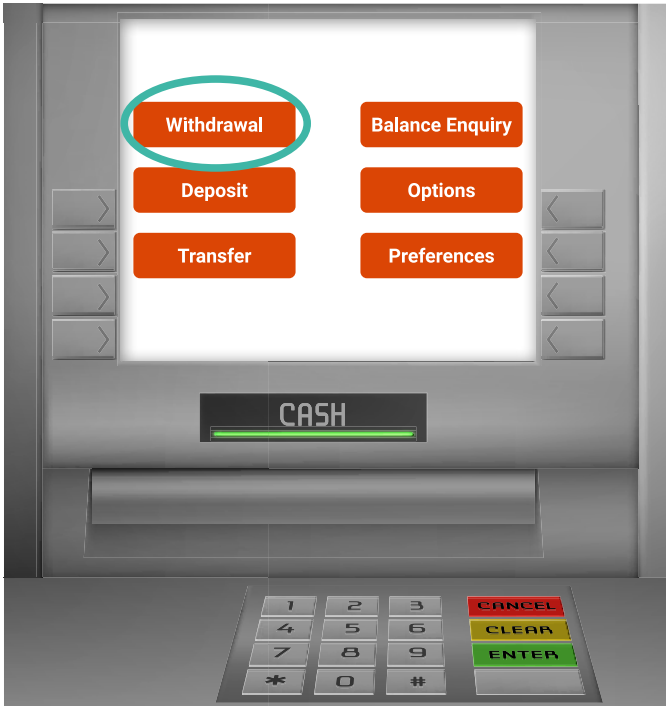 Withdrawal
Balance Enquiry
Deposit
Options
Transfer
Preferences
CASH
1 2 3 CANCEL
4 5 6 CLEAR
7 8 9 ENTER
* 0 #